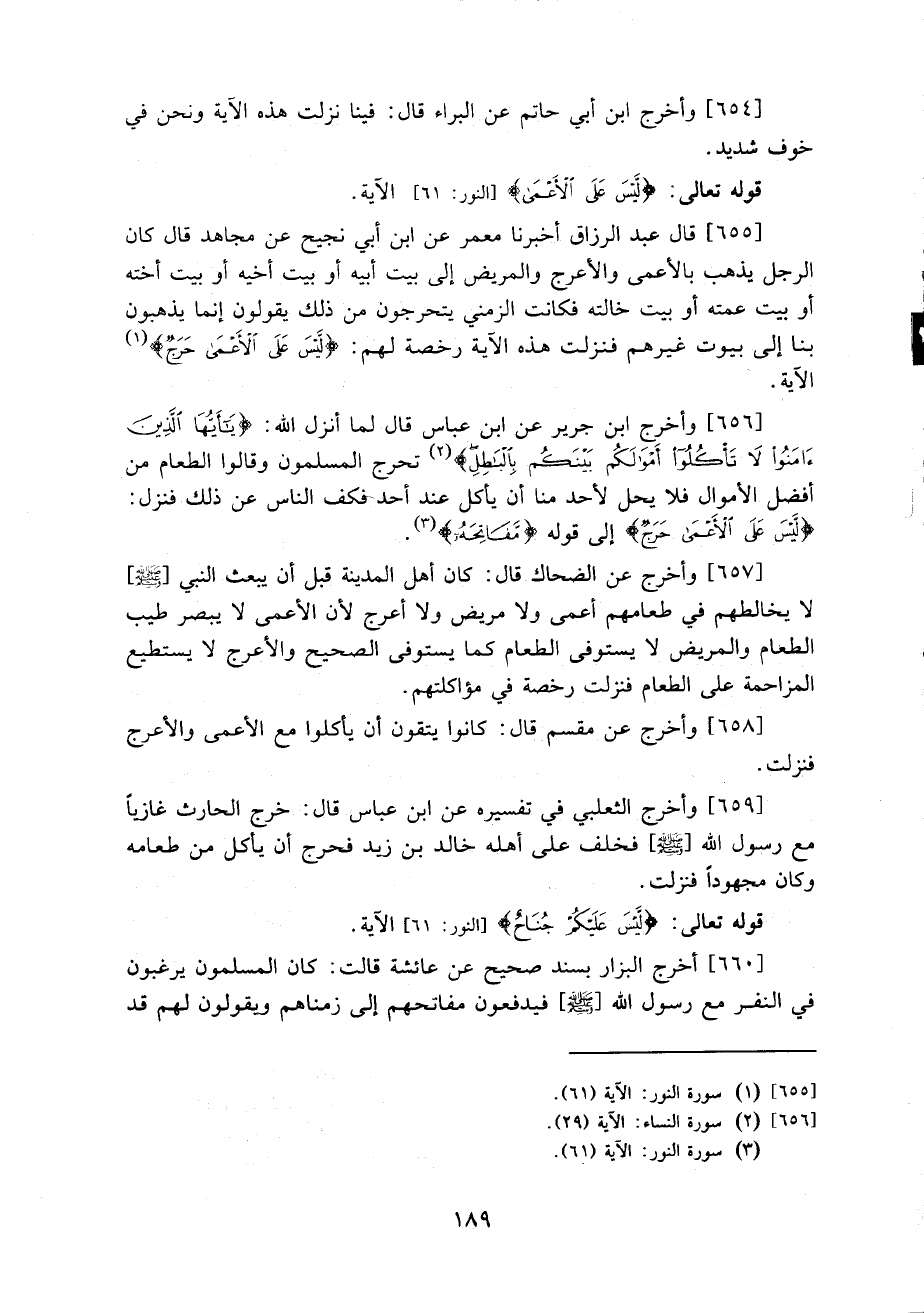 [٦٥٤] وأخرج ابن أبي حاتم عن البراء قال: فينا نزلت هذه الآية ونحن في
خوف شديد.
قوله تعالى: ﴿لَّيْسَ عَلَى ٱلْأَعْمَىٰ﴾ [النور: ٦١] الآية.
[٦٥٥] قال عبد الرزاق أخبرنا معمر عن ابن أبي نجيح عن مجاهد قال كان
الرجل يذهب بالأعمى والأعرج والمريض إلى بيت أبيه أو بيت أخيه أو بيت أخته
أو بيت عمته أو بيت خالته فكانت الزمني يتحرجون من ذلك يقولون إنما يذهبون
بنا إلى بيوت غيرهم فنزلت هذه الآية رخصة لهم: ﴿لَّيْسَ عَلَى ٱلْأَعْمَىٰ حَرَجٌ﴾(١)
الآية.
[٦٥٦] وأخرج ابن جرير عن ابن عباس قال لما أنزل الله: ﴿يَـٰٓأَيُّهَا ٱلَّذِينَ
ءَامَنُوا۟ لَا تَأْكُلُوٓا۟ أَمْوَٰلَكُم بَيْنَكُم بِٱلْبَـٰطِلِ﴾(٢) تحرج المسلمون وقالوا الطعام من
أفضل الأموال فلا يحل لأحد منا أن يأكل عند أحد فكف الناس عن ذلك فنزل:
﴿لَّيْسَ عَلَى ٱلْأَعْمَىٰ حَرَجٌ﴾ إلى قوله ﴿مَّفَاتِحَهُۥٓ﴾(٣).
[٦٥٧] وأخرج عن الضحاك قال: كان أهل المدينة قبل أن يبعث النبي [ﷺ]
لا يخالطهم في طعامهم أعمى ولا مريض ولا أعرج لأن الأعمى لا يبصر طيب
الطعام والمريض لا يستوفى الطعام كما يستوفى الصحيح والأعرج لا يستطيع
المزاحمة على الطعام فنزلت رخصة في مؤاكلتهم.
[٦٥٨] وأخرج عن مقسم قال: كانوا يتقون أن يأكلوا مع الأعمى والأعرج
فنزلت.
[٦٥٩] وأخرج الثعلبي في تفسيره عن ابن عباس قال: خرج الحارث غازياً
مع رسول الله [ﷺ] فخلف على أهله خالد بن زيد فحرج أن يأكل من طعامه
وكان مجهوداً فنزلت.
قوله تعالى: ﴿لَيْسَ عَلَيْكُمْ جُنَاحٌ﴾ [النور: ٦١] الآية.
[٦٦٠] أخرج البزار بسند صحيح عن عائشة قالت: كان المسلمون يرغبون
في النفر مع رسول الله [ﷺ] فيدفعون مفاتحهم إلى زمناهم ويقولون لهم قد
[٦٥٥] (١) سورة النور: الآية (٦١).
[٦٥٦] (٢) سورة النساء: الآية (٢٩).
(٣) سورة النور: الآية (٦١).
١٨٩